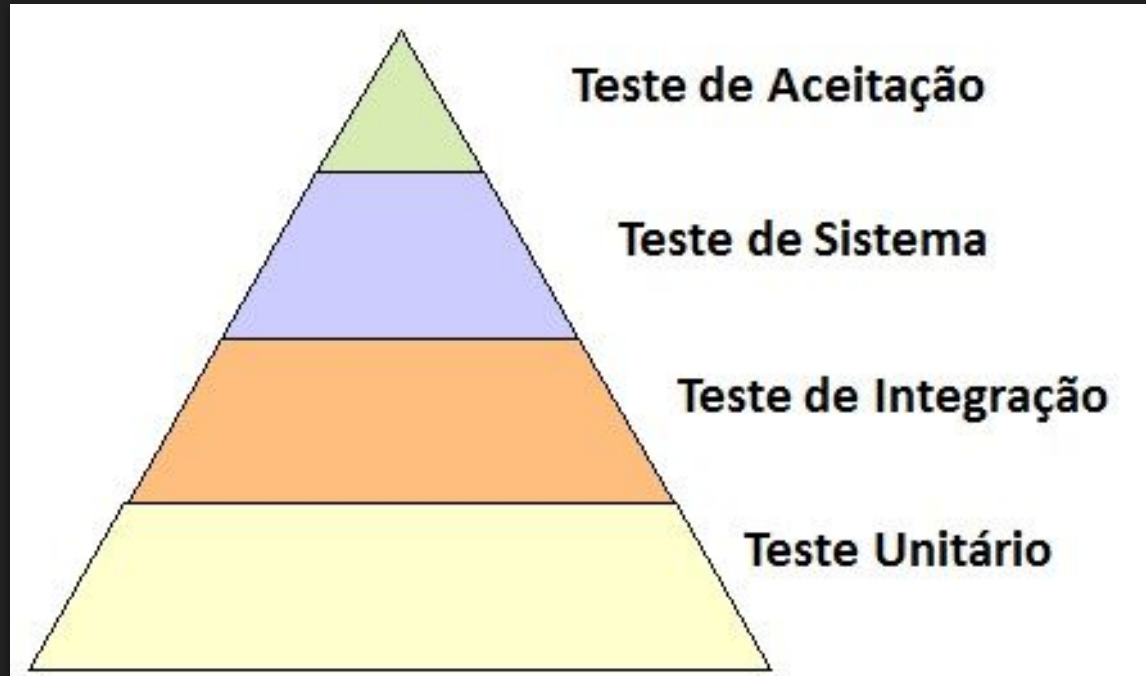 Teste de Aceitação
Teste de Sistema
Teste de Integração
Teste Unitário